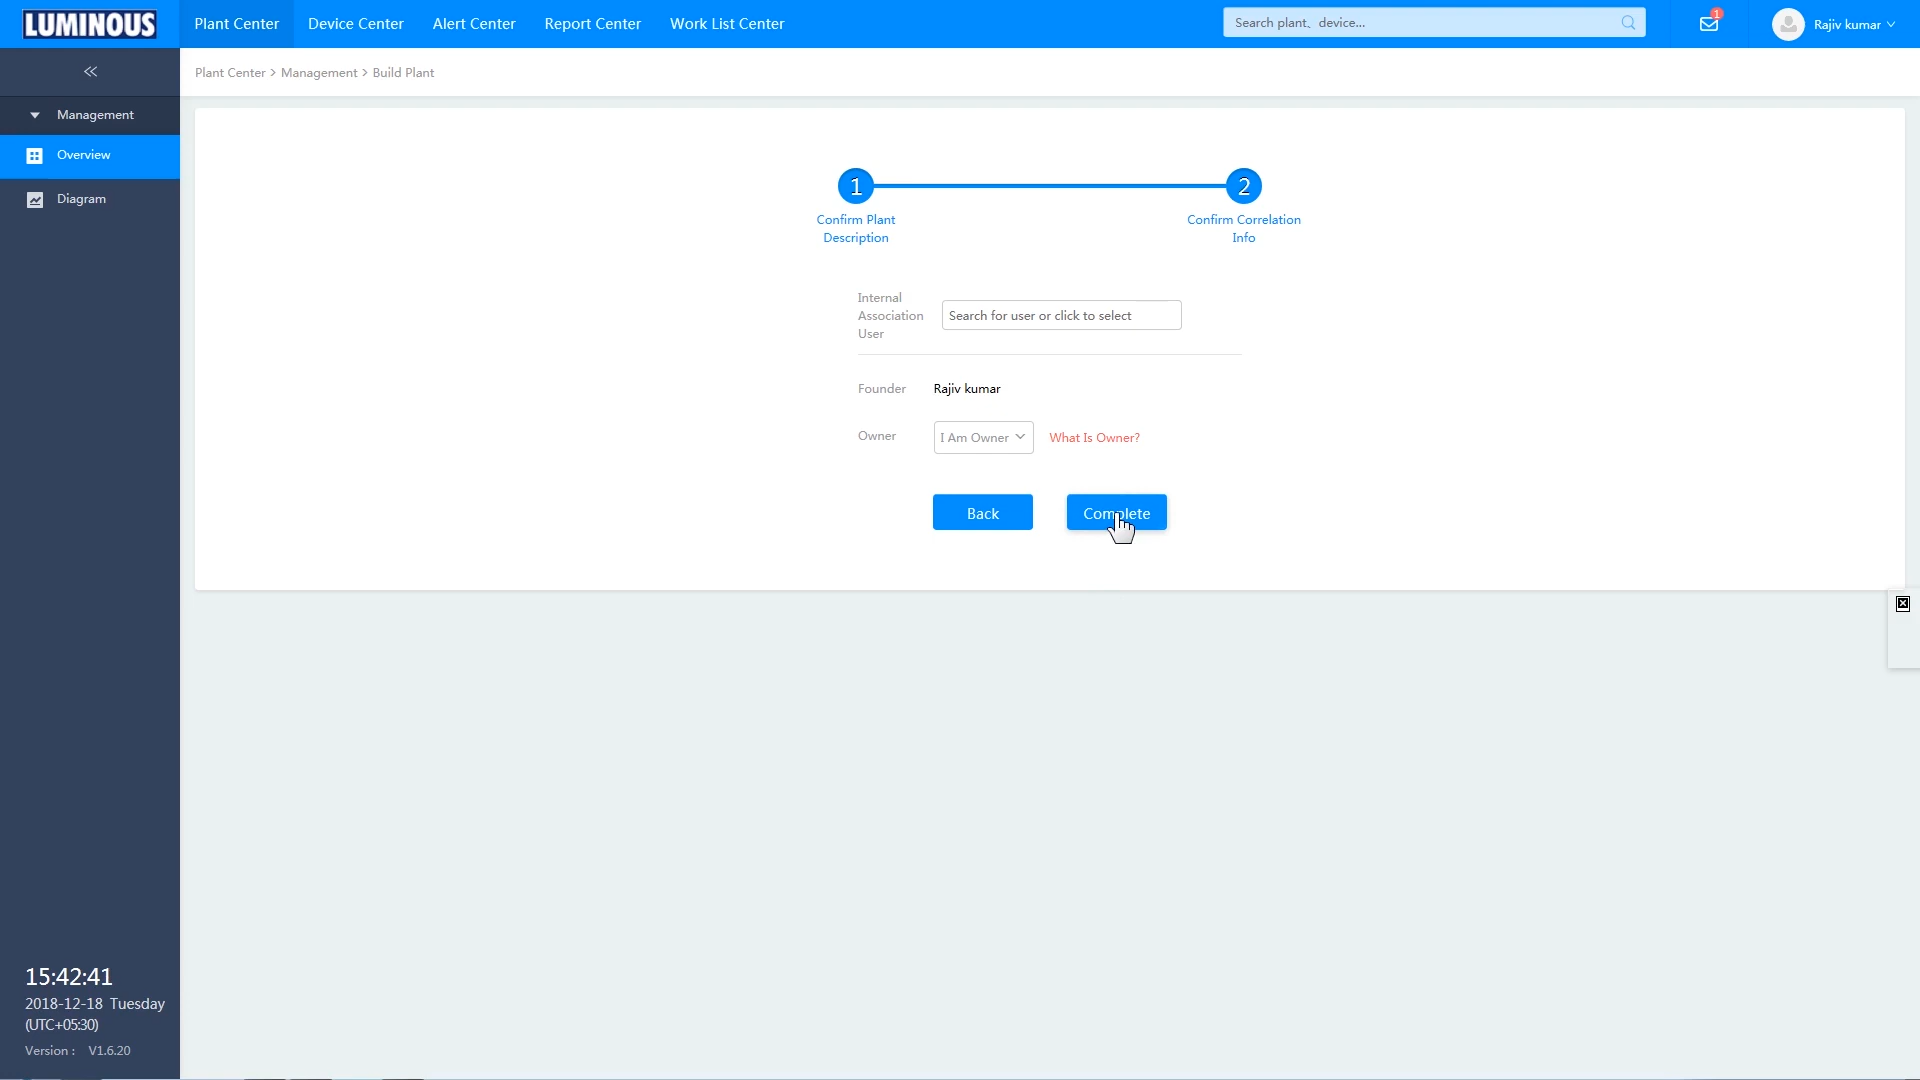 LUMINOUS
Plant Center
Device Center
Alert Center
Report Center
Work List Center
Search plant、device...
1
Rajiv kumar
Plant Center > Management > Build Plant
Management
Overview
Diagram
1
2
Confirm Plant
Description
Confirm Correlation
Info
Internal
Association
User
Search for user or click to select
Founder
Rajiv kumar
Owner
I Am Owner
What Is Owner?
Back
Complete
15:42:41
2018-12-18 Tuesday
(UTC+05:30)
Version : V1.6.20